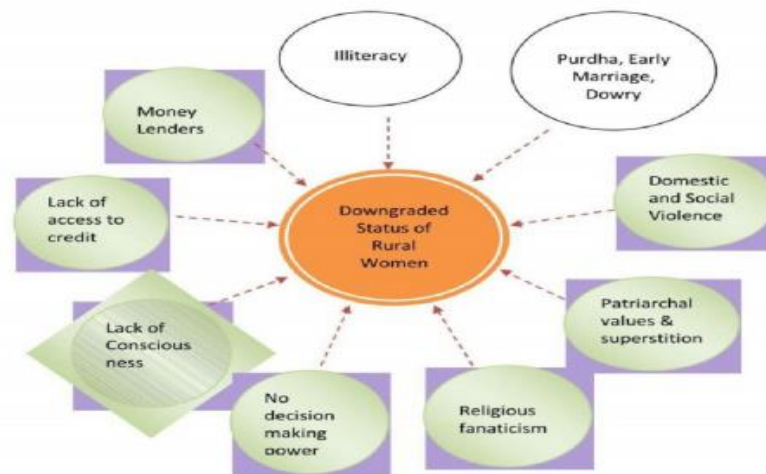 Illiteracy
Purdha, Early
Marriage,
Dowry
Money
Lenders
Domestic
and Social
Violence
Lack of
access to
credit
Downgraded
Status of
Rural
Women
Patriarchal
values &
superstition
Lack of
Conscious
ness
No
decision
making
power
Religious
fanaticism